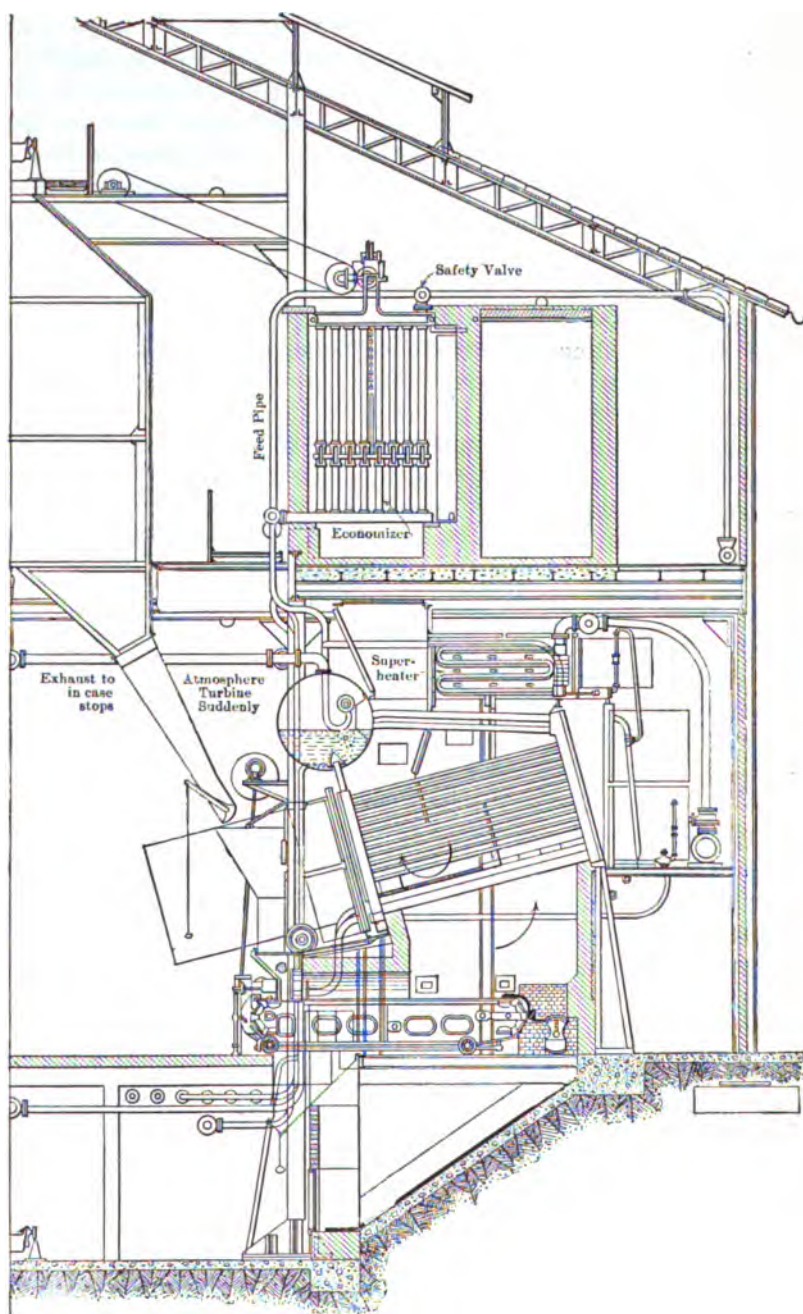 Safety Valve
Feed Pipe
Economizer
Super-
heater
Exhaust to Atmosphere
in case Turbine
stops Suddenly